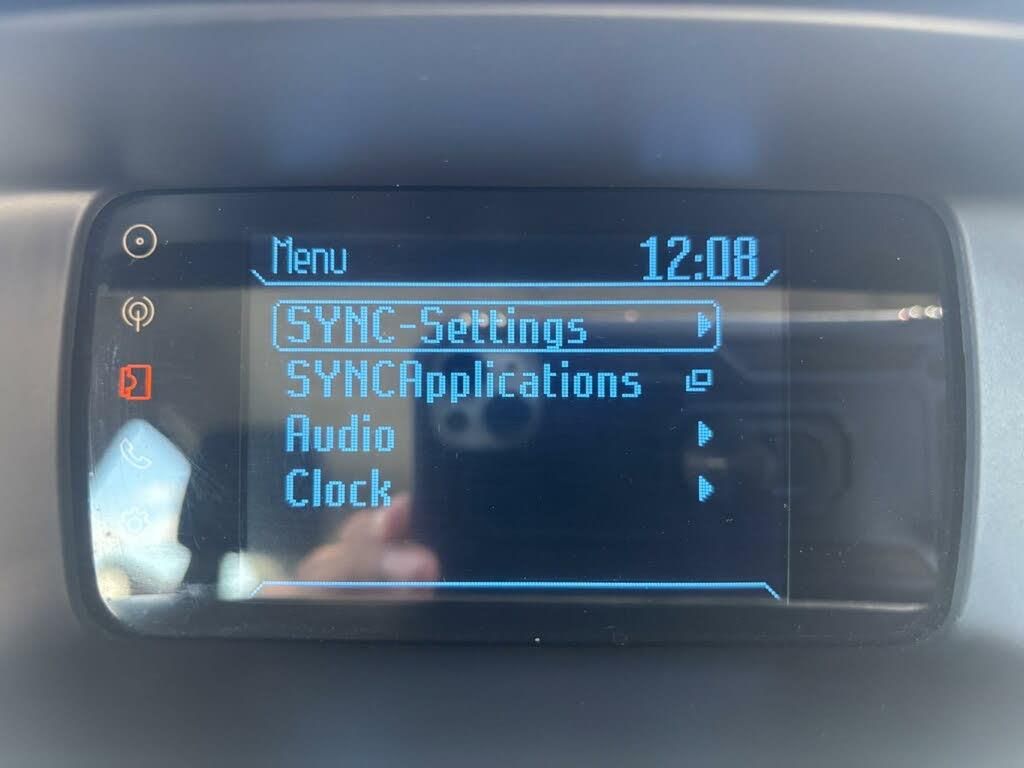 Menu 12:08
SYNC-Settings
SYNCApplications
Audio
Clock